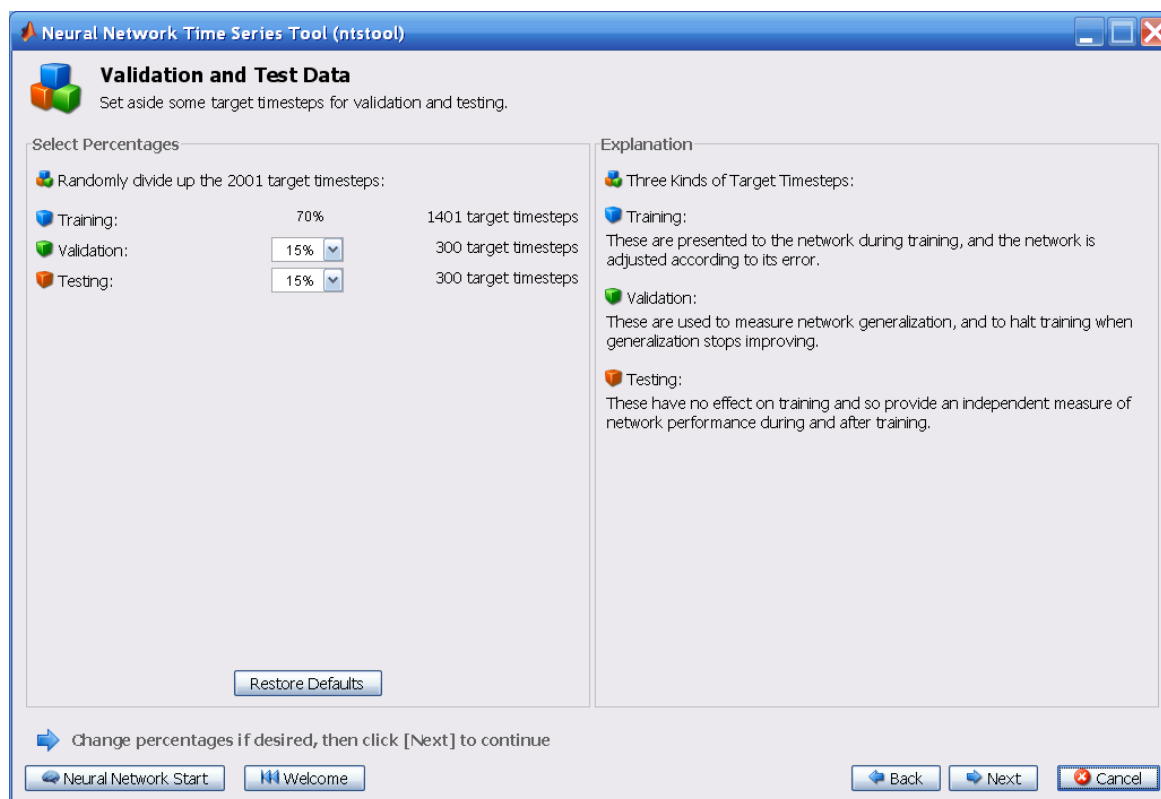 Neural Network Time Series Tool (ntstool)
Validation and Test Data
Set aside some target timesteps for validation and testing.
Select Percentages
Randomly divide up the 2001 target timesteps:
Training: 70% 1401 target timesteps
Validation: 15% 300 target timesteps
Testing: 15% 300 target timesteps
Restore Defaults
Explanation
Three Kinds of Target Timesteps:
Training:
These are presented to the network during training, and the network is
adjusted according to its error.
Validation:
These are used to measure network generalization, and to halt training when
generalization stops improving.
Testing:
These have no effect on training and so provide an independent measure of
network performance during and after training.
Change percentages if desired, then click [Next] to continue
Neural Network Start Welcome Back Next Cancel